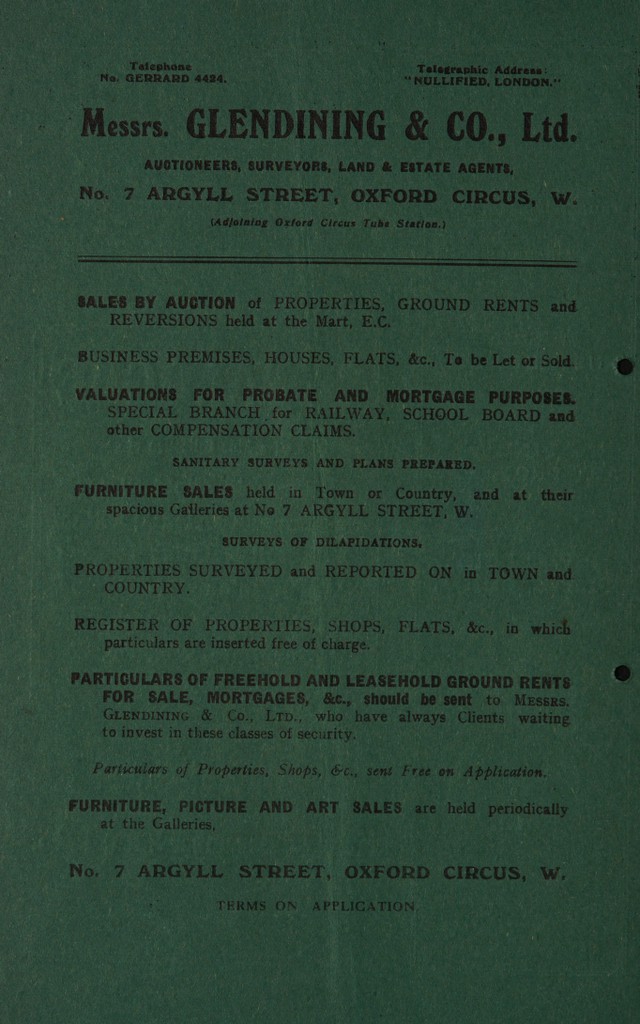 Telephone
No. GERRARD 4424.
Telegraphic Address:
"NULLIFIED, LONDON."
Messrs. GLENDINING & CO., Ltd.
AUCTIONEERS, SURVEYORS, LAND & ESTATE AGENTS,
No. 7 ARGYLL STREET, OXFORD CIRCUS, W.
(Adjoining Oxford Circus Tube Station.)
SALES BY AUCTION of PROPERTIES, GROUND RENTS and
REVERSIONS held at the Mart, E.C.
BUSINESS PREMISES, HOUSES, FLATS, &c., To be Let or Sold.
VALUATIONS FOR PROBATE AND MORTGAGE PURPOSES.
SPECIAL BRANCH for RAILWAY, SCHOOL BOARD and
other COMPENSATION CLAIMS.
SANITARY SURVEYS AND PLANS PREPARED.
FURNITURE SALES held in Town or Country, and at their
spacious Galleries at No 7 ARGYLL STREET, W.
SURVEYS OF DILAPIDATIONS.
PROPERTIES SURVEYED and REPORTED ON in TOWN and
COUNTRY.
REGISTER OF PROPERTIES, SHOPS, FLATS, &c., in which
particulars are inserted free of charge.
PARTICULARS OF FREEHOLD AND LEASEHOLD GROUND RENTS
FOR SALE, MORTGAGES, &c., should be sent to MESSRS.
GLENDINING & Co., LTD., who have always Clients waiting
to invest in these classes of security.
Particulars of Properties, Shops, &c., sent Free on Application.
FURNITURE, PICTURE AND ART SALES are held periodically
at the Galleries,
No. 7 ARGYLL STREET, OXFORD CIRCUS, W.
TERMS ON APPLICATION.